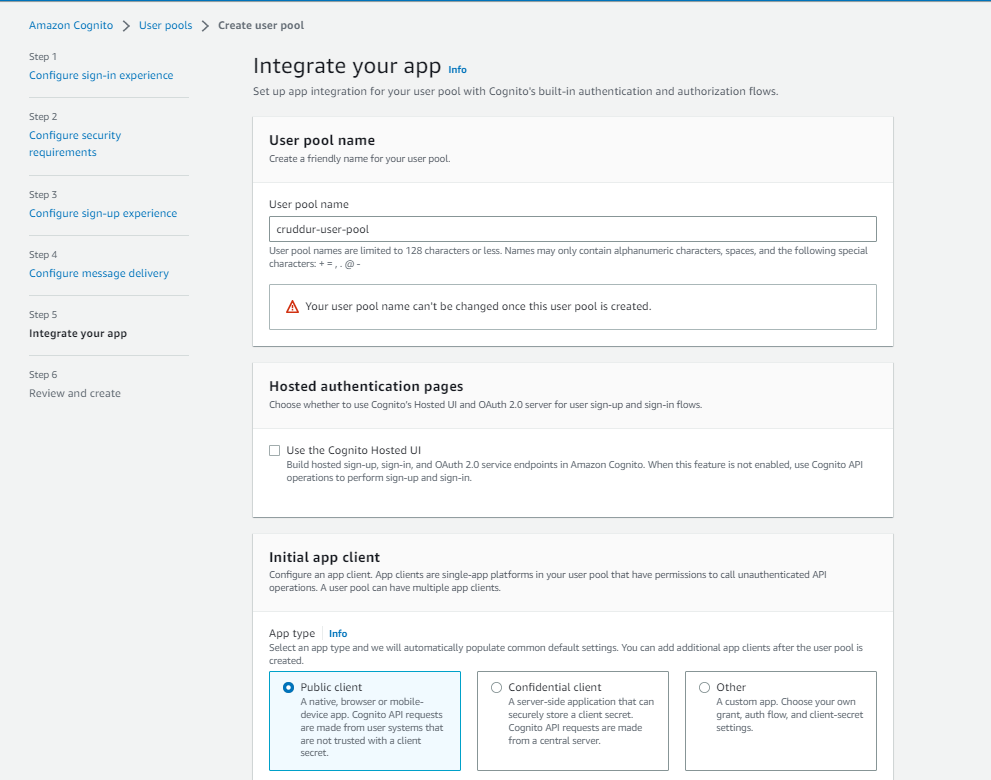 Amazon Cognito > User pools > Create user pool
Step 1
Configure sign-in experience
Step 2
Configure security
requirements
Step 3
Configure sign-up experience
Step 4
Configure message delivery
Step 5
Integrate your app
Step 6
Review and create
Integrate your app Info
Set up app integration for your user pool with Cognito's built-in authentication and authorization flows.
User pool name
Create a friendly name for your user pool.
User pool name
cruddur-user-pool
User pool names are limited to 128 characters or less. Names may only contain alphanumeric characters, spaces, and the following special
characters: + = , . @ -
Your user pool name can't be changed once this user pool is created.
Hosted authentication pages
Choose whether to use Cognito's Hosted UI and OAuth 2.0 server for user sign-up and sign-in flows.
Use the Cognito Hosted UI
Build hosted sign-up, sign-in, and OAuth 2.0 service endpoints in Amazon Cognito. When this feature is not enabled, use Cognito API
operations to perform sign-up and sign-in.
Initial app client
Configure an app client. App clients are single-app platforms in your user pool that have permissions to call unauthenticated API
operations. A user pool can have multiple app clients.
App type Info
Select an app type and we will automatically populate common default settings. You can add additional app clients after the user pool is
created.
Public client
A native, browser or mobile-
device app. Cognito API requests
are made from user systems that
are not trusted with a client
secret.
Confidential client
A server-side application that can
securely store a client secret.
Cognito API requests are made
from a central server.
Other
A custom app. Choose your own
grant, auth flow, and client-secret
settings.